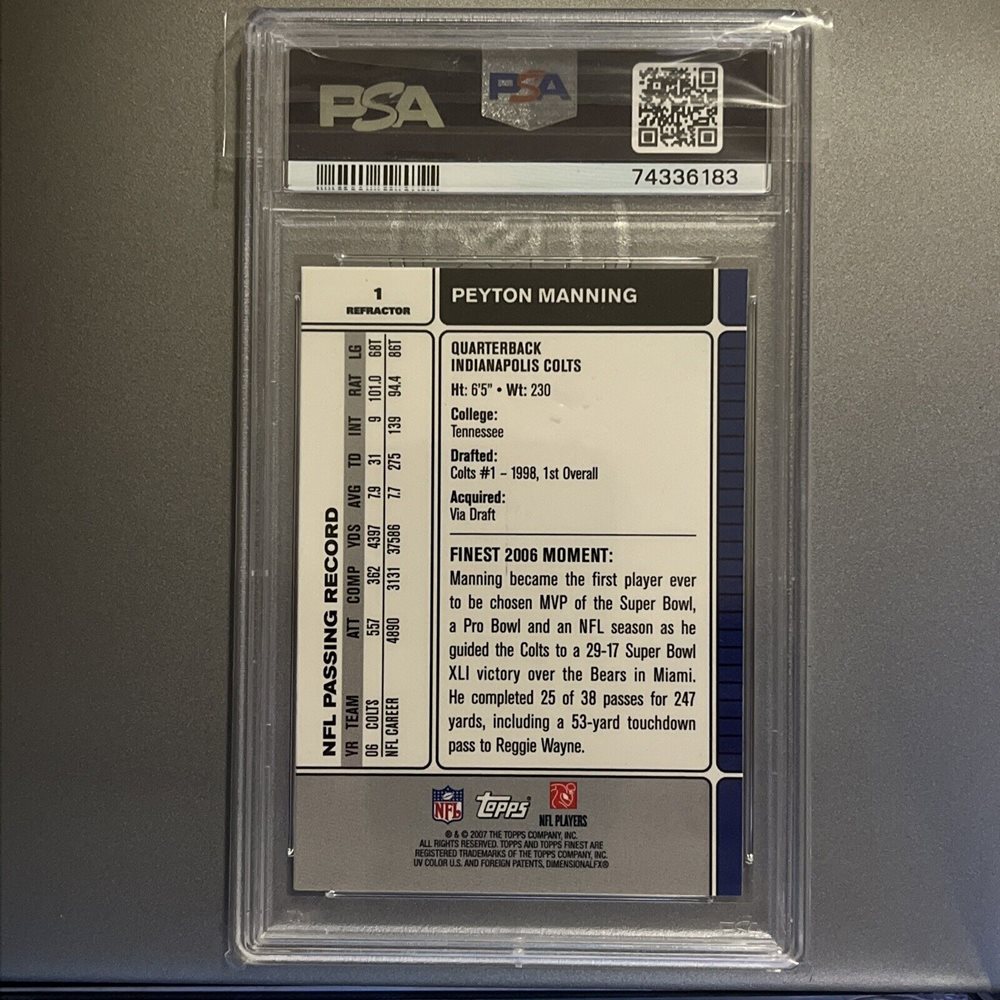 PSA
PSA
74336183
1
REFRACTOR
PEYTON MANNING
NFL PASSING RECORD
YR TEAM ATT COMP YDS AVG TD INT RAT LG
06 COLTS 557 362 4397 7.9 31 9 101.0 68T
NFL CAREER 4890 3131 37586 7.7 275 139 94.4 86T
QUARTERBACK
INDIANAPOLIS COLTS
Ht: 6'5" • Wt: 230
College:
Tennessee
Drafted:
Colts #1 – 1998, 1st Overall
Acquired:
Via Draft
FINEST 2006 MOMENT:
Manning became the first player ever
to be chosen MVP of the Super Bowl,
a Pro Bowl and an NFL season as he
guided the Colts to a 29-17 Super Bowl
XLI victory over the Bears in Miami.
He completed 25 of 38 passes for 247
yards, including a 53-yard touchdown
pass to Reggie Wayne.
NFL
Topps
NFL PLAYERS
® & © 2007 THE TOPPS COMPANY, INC.
ALL RIGHTS RESERVED. TOPPS AND TOPPS FINEST ARE
REGISTERED TRADEMARKS OF THE TOPPS COMPANY, INC.
UV COLOR U.S. AND FOREIGN PATENTS, DIMENSIONALFX®
PSA